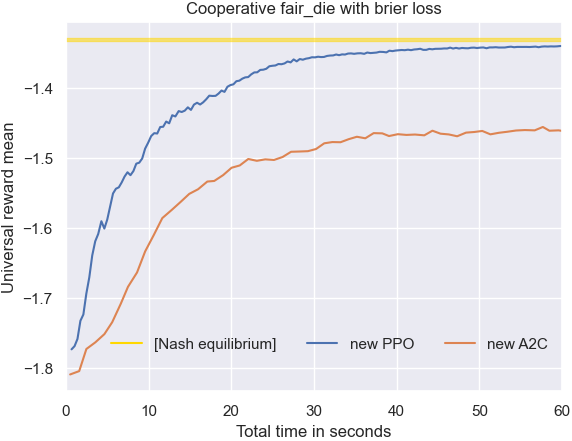 Cooperative fair_die with brier loss
Universal reward mean
−1.4
−1.5
−1.6
−1.7
−1.8
[Nash equilibrium] new PPO new A2C
0 10 20 30 40 50 60
Total time in seconds